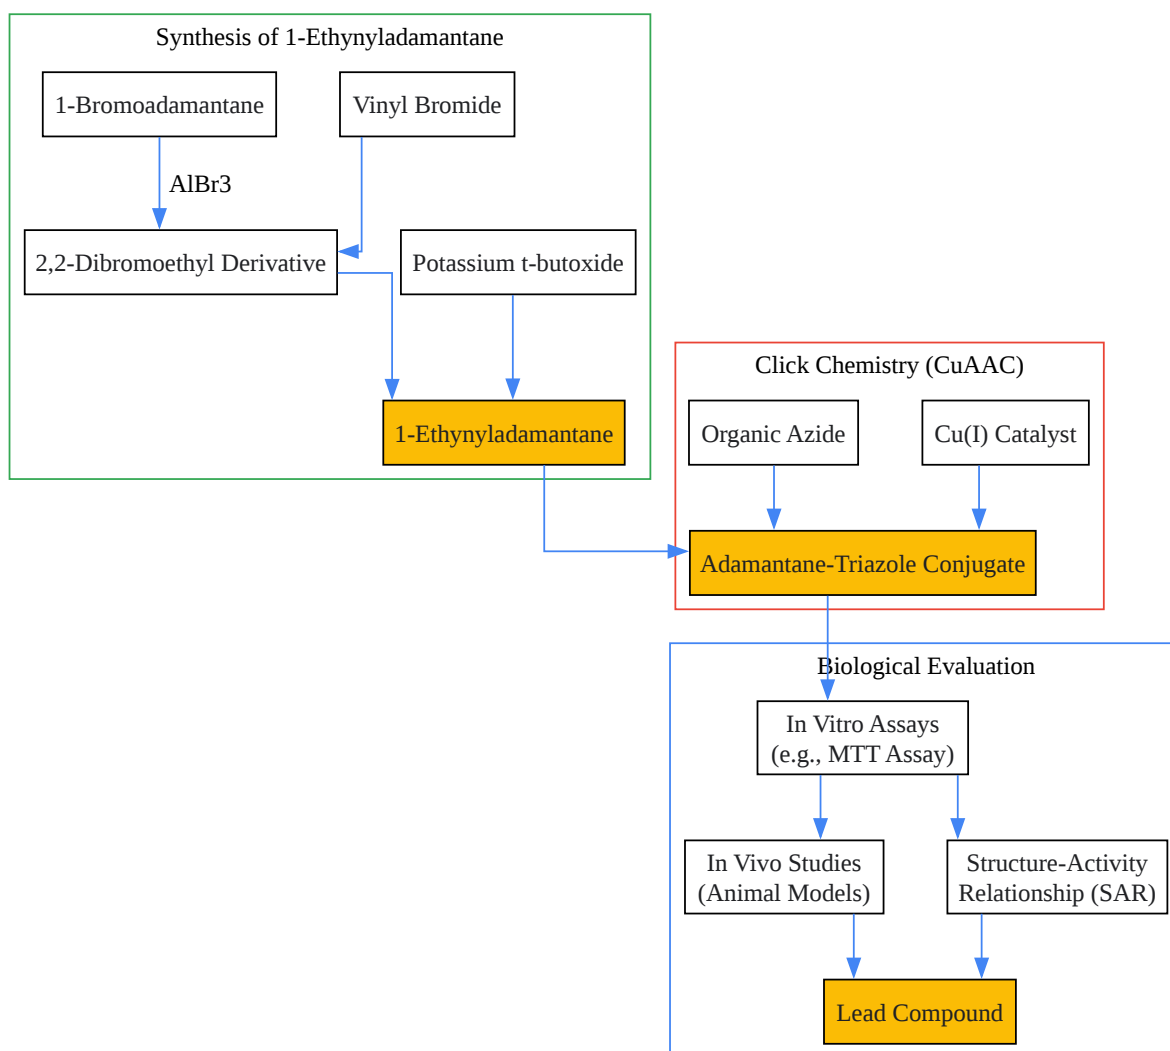 Synthesis of 1-Ethynyladamantane
1-Bromoadamantane
Vinyl Bromide
AlBr3
2,2-Dibromoethyl Derivative
Potassium t-butoxide
1-Ethynyladamantane
Click Chemistry (CuAAC)
Organic Azide
Cu(I) Catalyst
Adamantane-Triazole Conjugate
Biological Evaluation
In Vitro Assays
(e.g., MTT Assay)
In Vivo Studies
(Animal Models)
Structure-Activity
Relationship (SAR)
Lead Compound